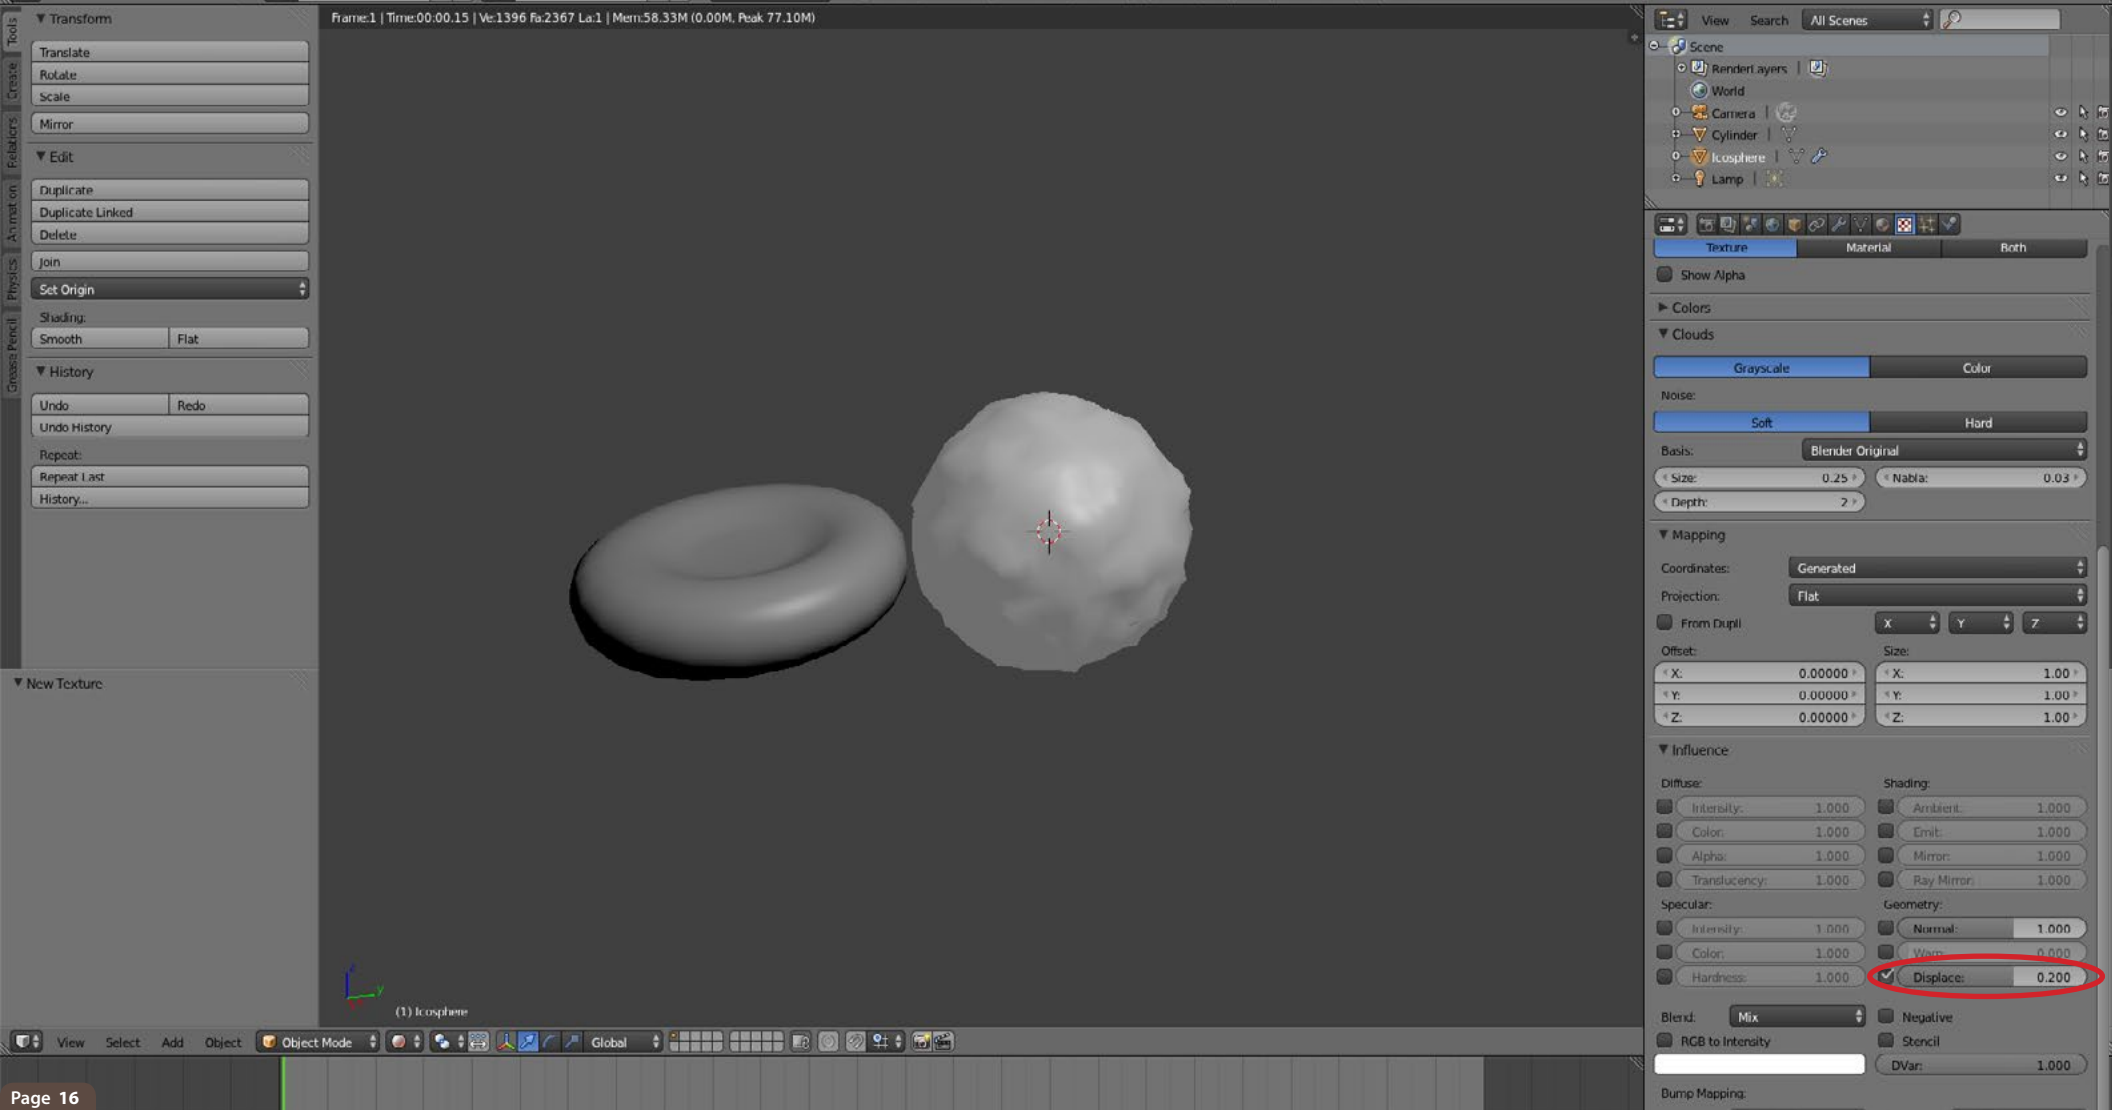 Frame:1 | Time:00:00.15 | Ve:1396 Fa:2367 La:1 | Mem:58.33M (0.00M, Peak 77.10M)
Tools
Create
Relations
Animation
Physics
Grease Pencil
Transform
Translate
Rotate
Scale
Mirror
Edit
Duplicate
Duplicate Linked
Delete
Join
Set Origin
Shading:
Smooth Flat
History
Undo Redo
Undo History
Repeat:
Repeat Last
History...
New Texture
z
y
(1) Icosphere
View Select Add Object Object Mode Global
Page 16
View Search All Scenes
Scene
RenderLayers |
World
Camera |
Cylinder |
Icosphere |
Lamp |
Texture Material Both
Show Alpha
Colors
Clouds
Grayscale Color
Noise:
Soft Hard
Basis: Blender Original
Size: 0.25 Nabla: 0.03
Depth: 2
Mapping
Coordinates: Generated
Projection: Flat
From Dupli X Y Z
Offset: Size:
X: 0.00000 X: 1.00
Y: 0.00000 Y: 1.00
Z: 0.00000 Z: 1.00
Influence
Diffuse: Shading:
Intensity: 1.000 Ambient: 1.000
Color: 1.000 Emit: 1.000
Alpha: 1.000 Mirror: 1.000
Translucency: 1.000 Ray Mirror: 1.000
Specular: Geometry:
Intensity: 1.000 Normal: 1.000
Color: 1.000 Warp: 0.000
Hardness: 1.000 Displace: 0.200
Blend: Mix Negative
RGB to Intensity Stencil
DVar: 1.000
Bump Mapping: